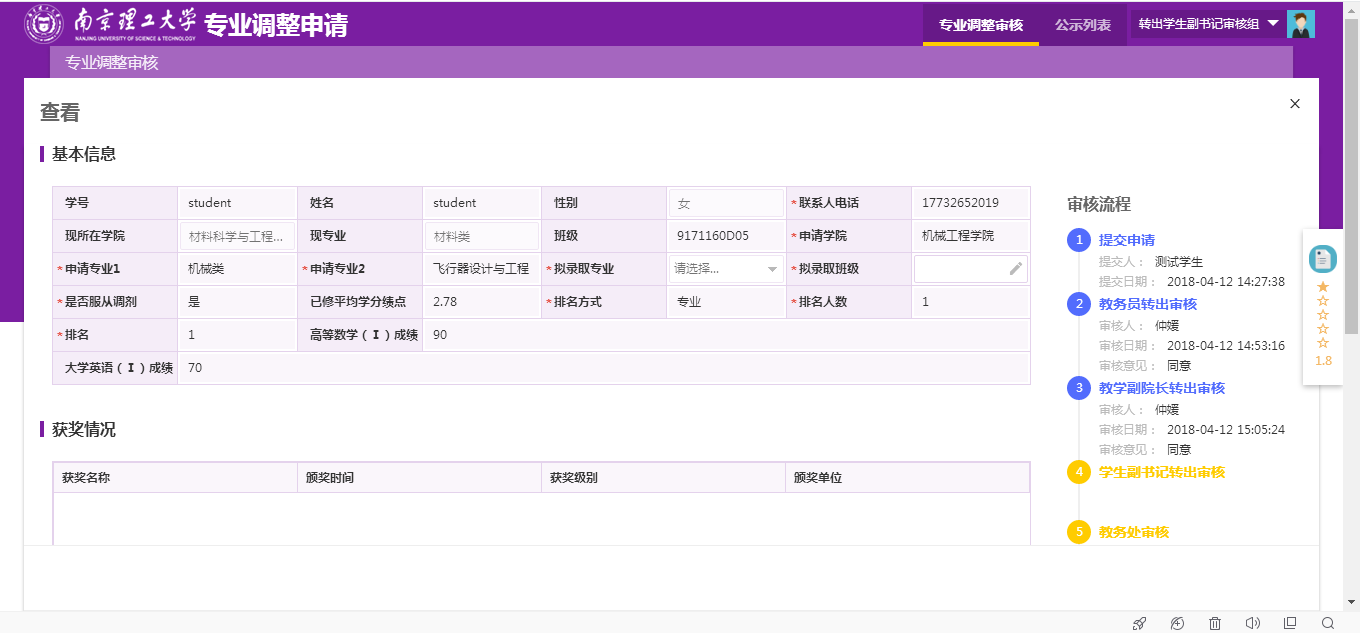 南京理工大学 专业调整申请 专业调整审核 公示列表 转出学生副书记审核组
NANJING UNIVERSITY OF SCIENCE & TECHNOLOGY
专业调整审核
查看
基本信息
学号 student 姓名 student 性别 女 *联系人电话 17732652019
现所在学院 材料科学与工程... 现专业 材料类 班级 9171160D05 *申请学院 机械工程学院
*申请专业1 机械类 *申请专业2 飞行器设计与工程 *拟录取专业 请选择... *拟录取班级
*是否服从调剂 是 已修平均学分绩点 2.78 *排名方式 专业 *排名人数 1
*排名 1 高等数学（Ⅰ）成绩 90
大学英语（Ⅰ）成绩 70
获奖情况
获奖名称 颁奖时间 获奖级别 颁奖单位
审核流程
1 提交申请
提交人： 测试学生
提交日期： 2018-04-12 14:27:38
2 教务员转出审核
审核人： 仲媛
审核日期： 2018-04-12 14:53:16
审核意见： 同意
3 教学副院长转出审核
审核人： 仲媛
审核日期： 2018-04-12 15:05:24
审核意见： 同意
4 学生副书记转出审核
5 教务处审核
1.8